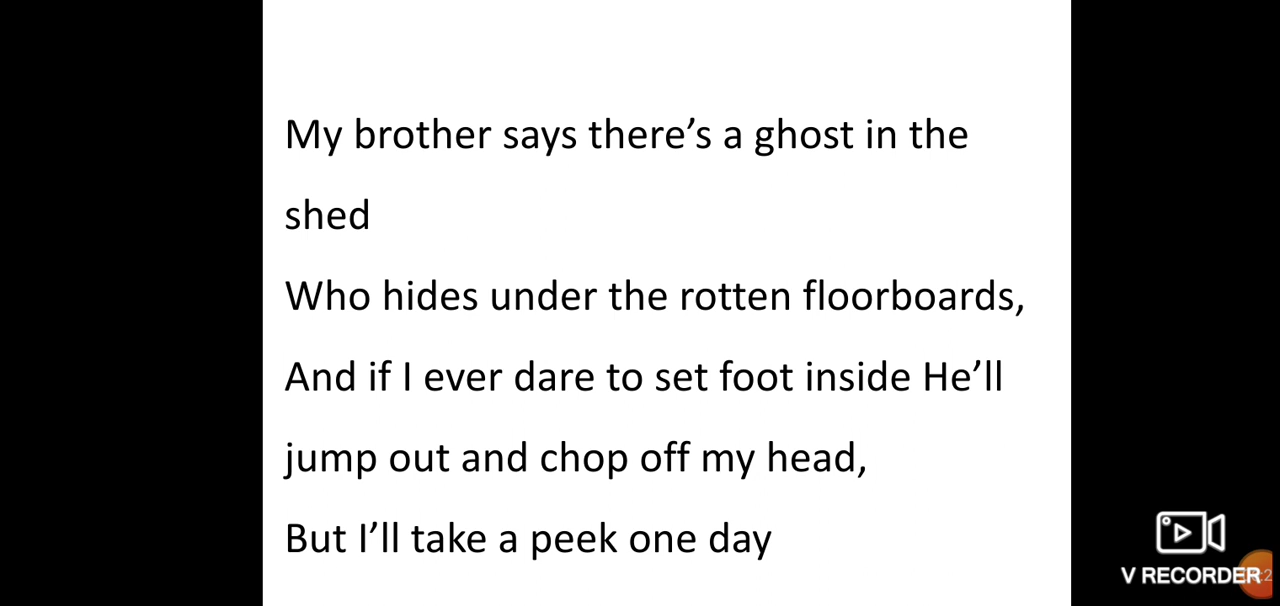 My brother says there’s a ghost in the
shed
Who hides under the rotten floorboards,
And if I ever dare to set foot inside He’ll
jump out and chop off my head,
But I’ll take a peek one day
V RECORDER